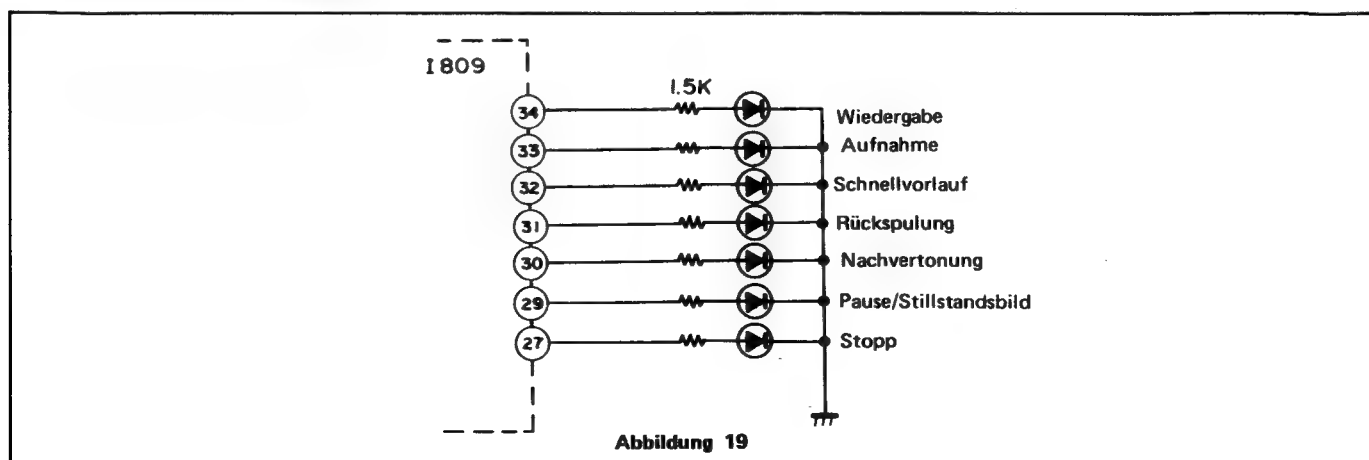 I809
1.5K
34 Wiedergabe
33 Aufnahme
32 Schnellvorlauf
31 Rückspulung
30 Nachvertonung
29 Pause/Stillstandsbild
27 Stopp
Abbildung 19